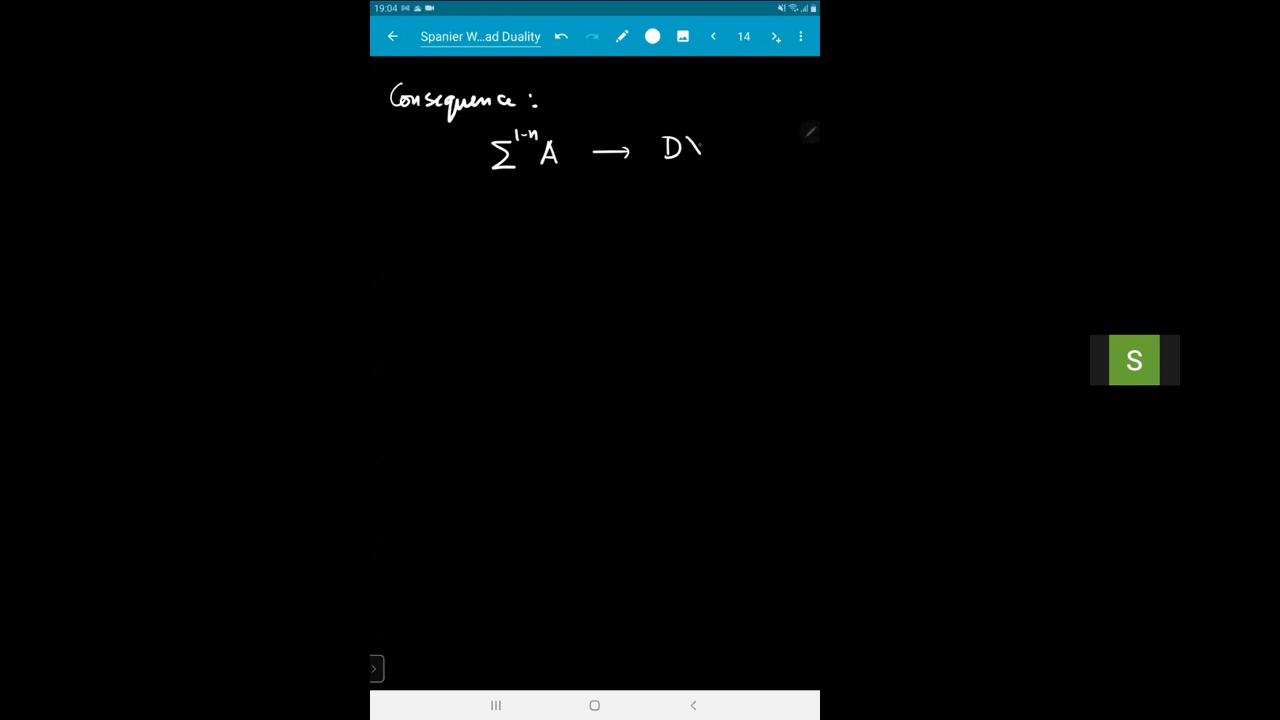 19:04
Spanier W...ad Duality
14
Consequence :
Σ^{1-n} A → D\
S